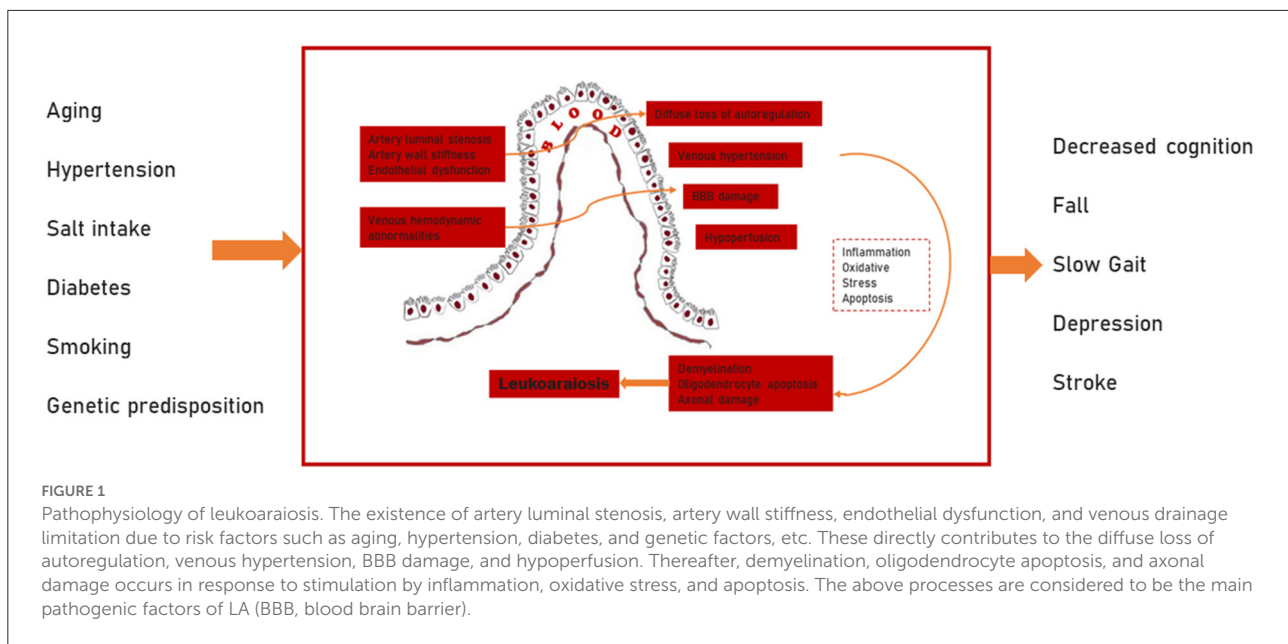 Aging
Hypertension
Salt intake
Diabetes
Smoking
Genetic predisposition
Artery luminal stenosis
Artery wall stiffness
Endothelial dysfunction
Venous hemodynamic
abnormalities
BLOOD
Diffuse loss of autoregulation
Venous hypertension
BBB damage
Hypoperfusion
Inflammation
Oxidative
Stress
Apoptosis
Demyelination
Oligodendrocyte apoptosis
Axonal damage
Leukoaraiosis
Decreased cognition
Fall
Slow Gait
Depression
Stroke
FIGURE 1
Pathophysiology of leukoaraiosis. The existence of artery luminal stenosis, artery wall stiffness, endothelial dysfunction, and venous drainage
limitation due to risk factors such as aging, hypertension, diabetes, and genetic factors, etc. These directly contributes to the diffuse loss of
autoregulation, venous hypertension, BBB damage, and hypoperfusion. Thereafter, demyelination, oligodendrocyte apoptosis, and axonal
damage occurs in response to stimulation by inflammation, oxidative stress, and apoptosis. The above processes are considered to be the main
pathogenic factors of LA (BBB, blood brain barrier).